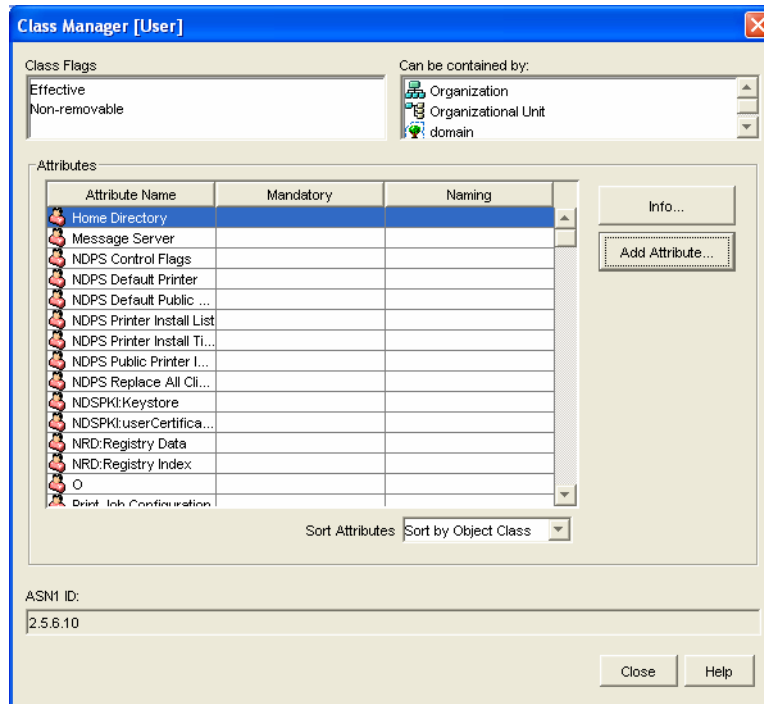 Class Manager [User]
Class Flags
Effective
Non-removable
Can be contained by:
Organization
Organizational Unit
domain
Attributes
Attribute Name Mandatory Naming
Home Directory
Message Server
NDPS Control Flags
NDPS Default Printer
NDPS Default Public ...
NDPS Printer Install List
NDPS Printer Install Ti...
NDPS Public Printer I...
NDPS Replace All Cli...
NDSPKI:Keystore
NDSPKI:userCertifica...
NRD:Registry Data
NRD:Registry Index
O
Print Job Configuration
Info...
Add Attribute...
Sort Attributes Sort by Object Class
ASN1 ID:
2.5.6.10
Close Help